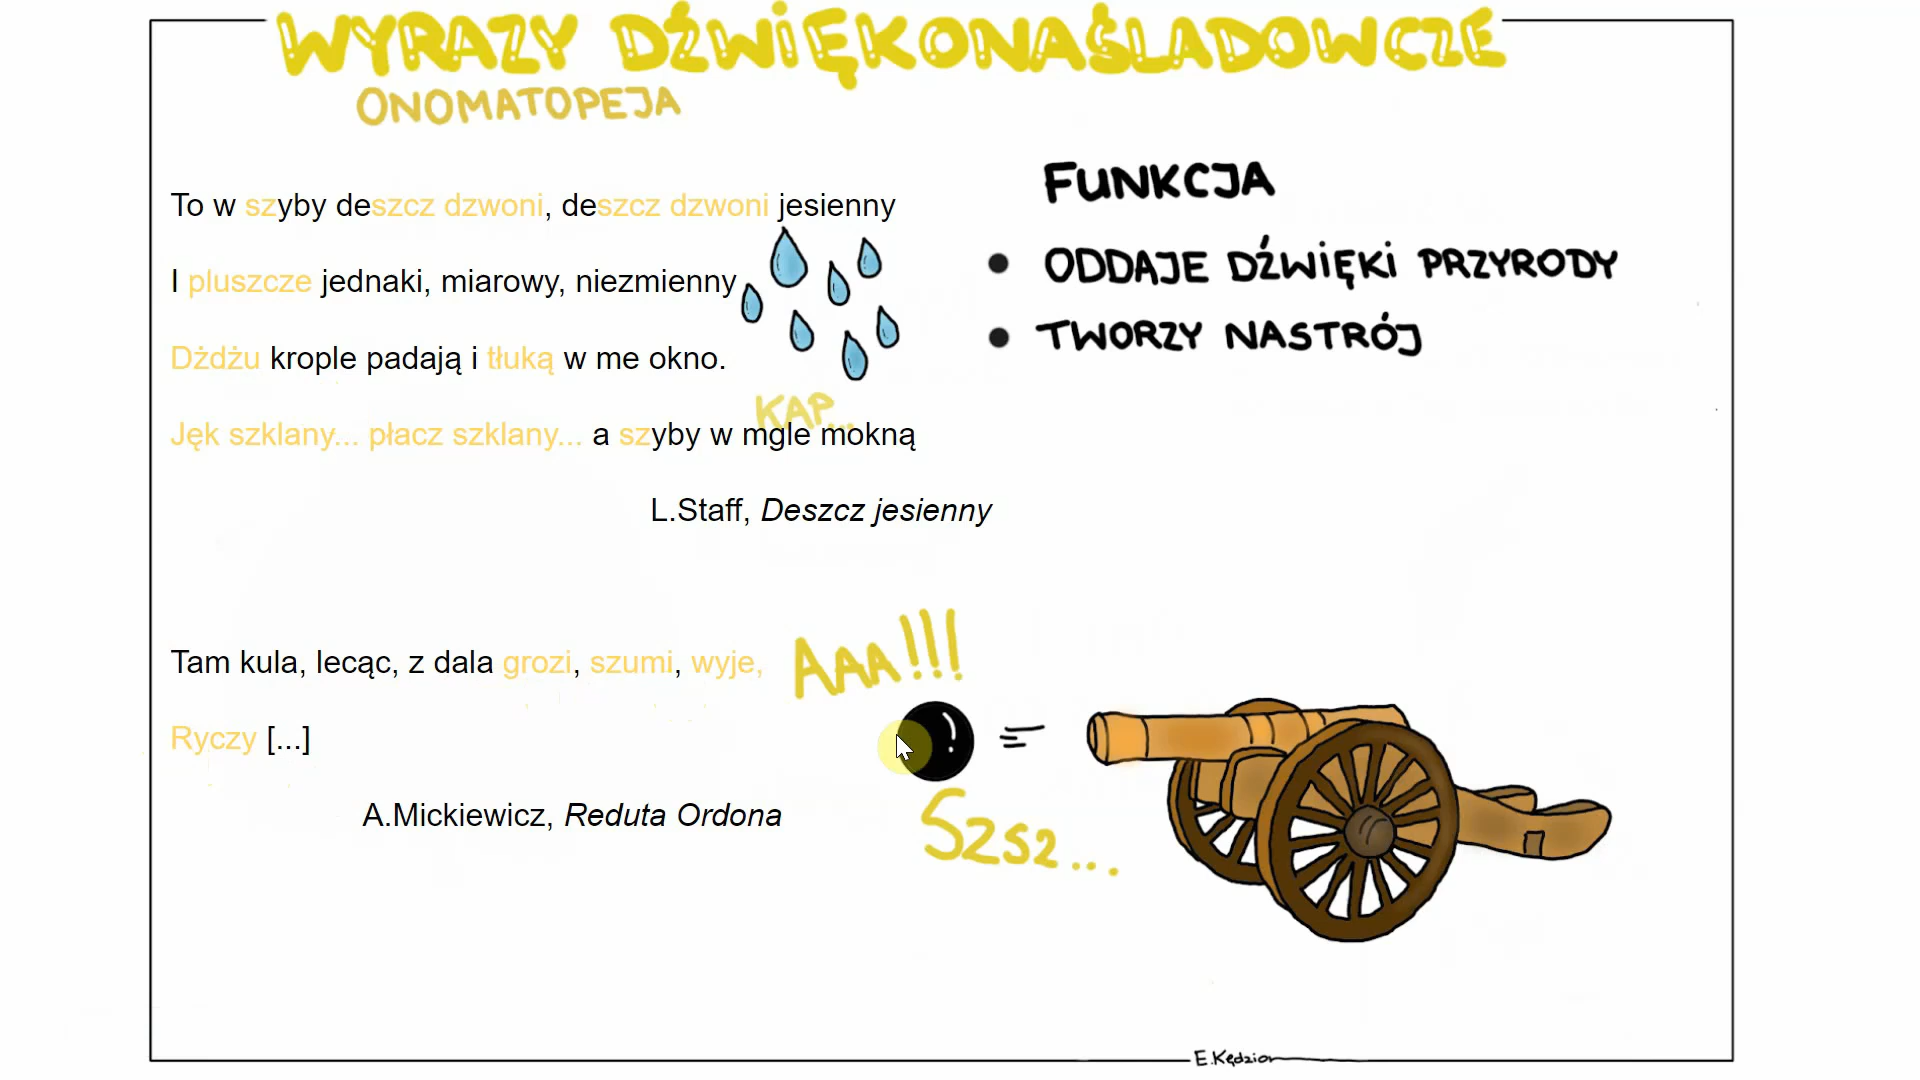 WYRAZY DŹWIĘKONAŚLADOWCZE
ONOMATOPEJA
To w szyby deszcz dzwoni, deszcz dzwoni jesienny
I pluszcze jednaki, miarowy, niezmienny
Dżdżu krople padają i tłuką w me okno.
KAP...
Jęk szklany... płacz szklany... a szyby w mgle mokną
L.Staff, Deszcz jesienny
FUNKCJA
• ODDAJE DŹWIĘKI PRZYRODY
• TWORZY NASTRÓJ
Tam kula, lecąc, z dala grozi, szumi, wyje,
Ryczy [...]
A.Mickiewicz, Reduta Ordona
AAA!!!
SZSZ...
E.Kędzior